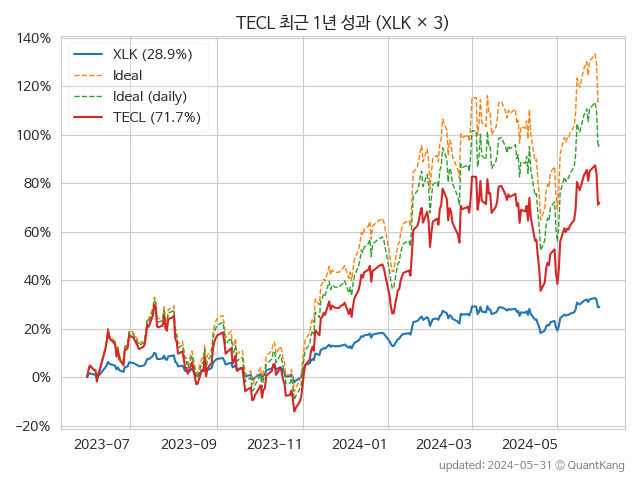 TECL 최근 1년 성과 (XLK × 3)
140%
120%
100%
80%
60%
40%
20%
0%
−20%
XLK (28.9%)
Ideal
Ideal (daily)
TECL (71.7%)
2023-07 2023-09 2023-11 2024-01 2024-03 2024-05
updated: 2024-05-31 ⓒ QuantKang